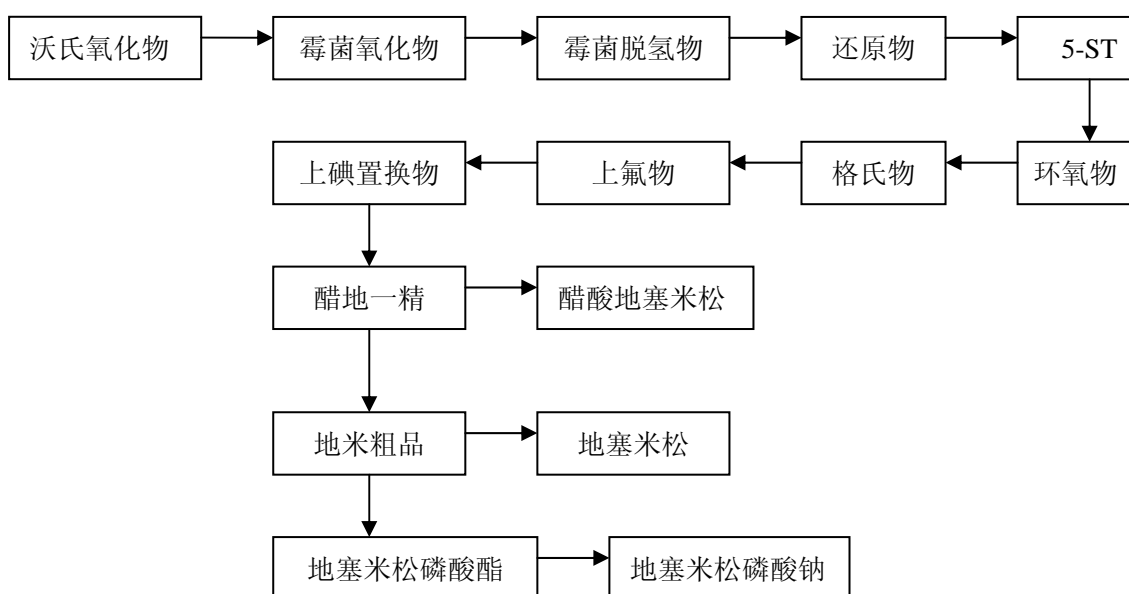 沃氏氧化物
霉菌氧化物
霉菌脱氢物
还原物
5-ST
上碘置换物
上氟物
格氏物
环氧物
醋地一精
醋酸地塞米松
地米粗品
地塞米松
地塞米松磷酸酯
地塞米松磷酸钠